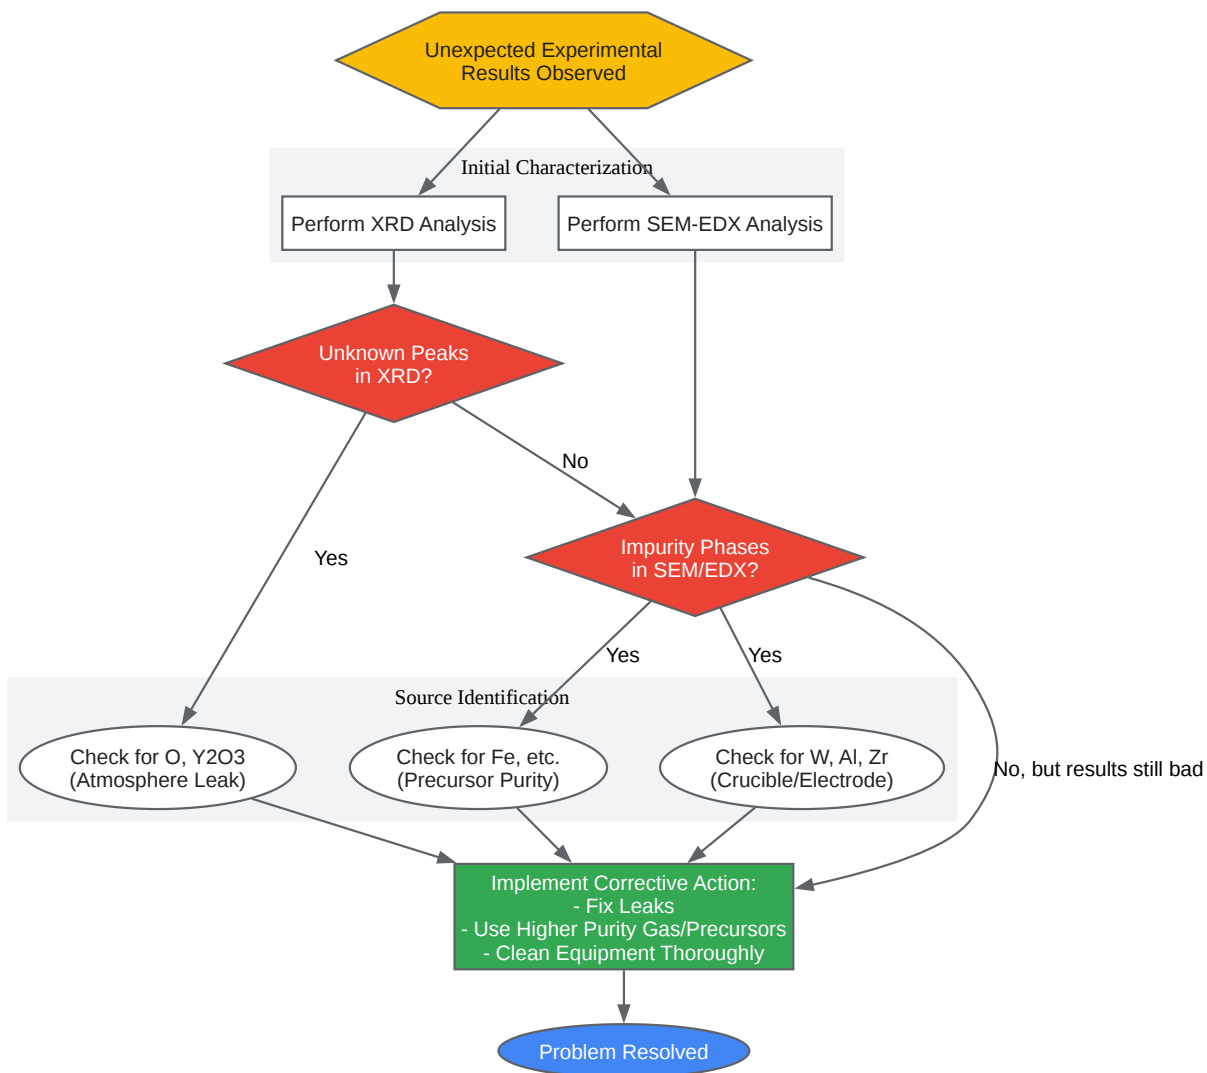 Unexpected Experimental
Results Observed
Initial Characterization
Perform XRD Analysis
Perform SEM-EDX Analysis
Unknown Peaks
in XRD?
No
Impurity Phases
in SEM/EDX?
Yes
Yes
Yes
Source Identification
Check for O, Y2O3
(Atmosphere Leak)
Check for Fe, etc.
(Precursor Purity)
Check for W, Al, Zr
(Crucible/Electrode)
No, but results still bad
Implement Corrective Action:
- Fix Leaks
- Use Higher Purity Gas/Precursors
- Clean Equipment Thoroughly
Problem Resolved